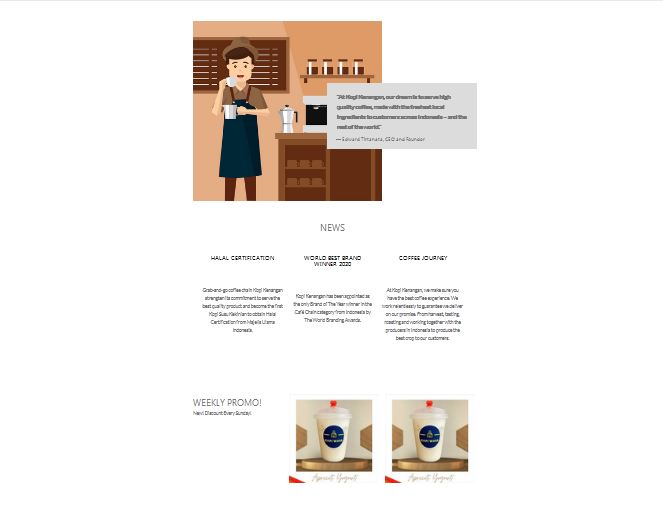 "At Kopi Kenangan, our dream is to serve high
quality coffee, made with the freshest local
ingredients to customers across Indonesia – and the
rest of the world."
— Edward Tirtanata, CEO and Founder
NEWS
HALAL CERTIFICATION
Grab-and-go coffee chain Kopi Kenangan
strengten its commitment to serve the
best quality product and become the first
Kopi Susu Kekinian to obtain Halal
Certification from Majelis Ulama
Indonesia.
WORLD BEST BRAND
WINNER 2020
Kopi Kenangan has been appointed as
the only Brand of The Year winner in the
Café Chain category from Indonesia by
The World Branding Awards.
COFFEE JOURNEY
At Kopi Kenangan, we make sure you
have the best coffee experience. We
work relentlessly to guarantee we deliver
on our promise. From harvest, tasting,
roasting and working together with the
producers in Indonesia to produce the
best crop to our customers.
WEEKLY PROMO!
New! Discount Every Sunday!
Apricot Yogurt
Apricot Yogurt